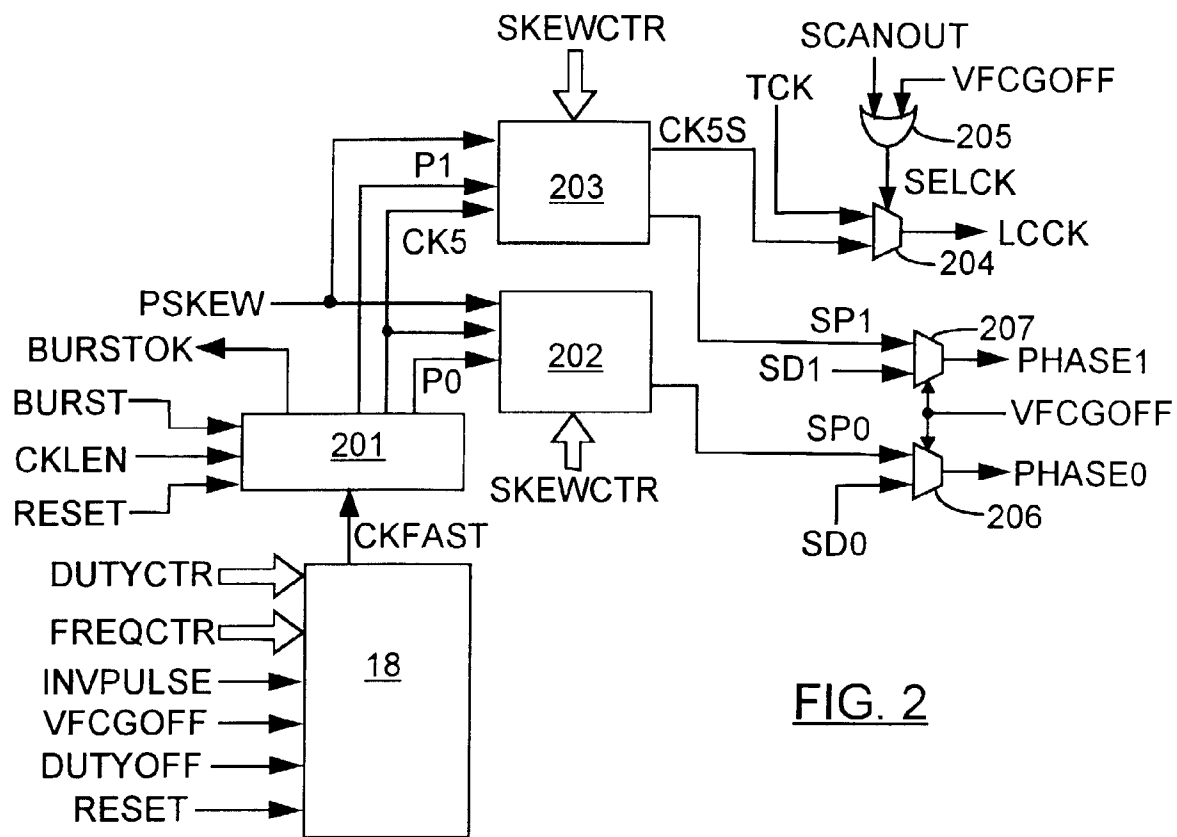 SKEWCTR
SCANOUT
TCK
VFCGOFF
CK5S
205
P1
203
SELCK
CK5
LCCK
204
PSKEW
SP1
207
BURSTOK
202
PHASE1
P0
SD1
BURST
VFCGOFF
201
SP0
CKLEN
SKEWCTR
PHASE0
RESET
206
CKFAST
SD0
DUTYCTR
FREQCTR
18
INVPULSE
VFCGOFF
FIG. 2
DUTYOFF
RESET